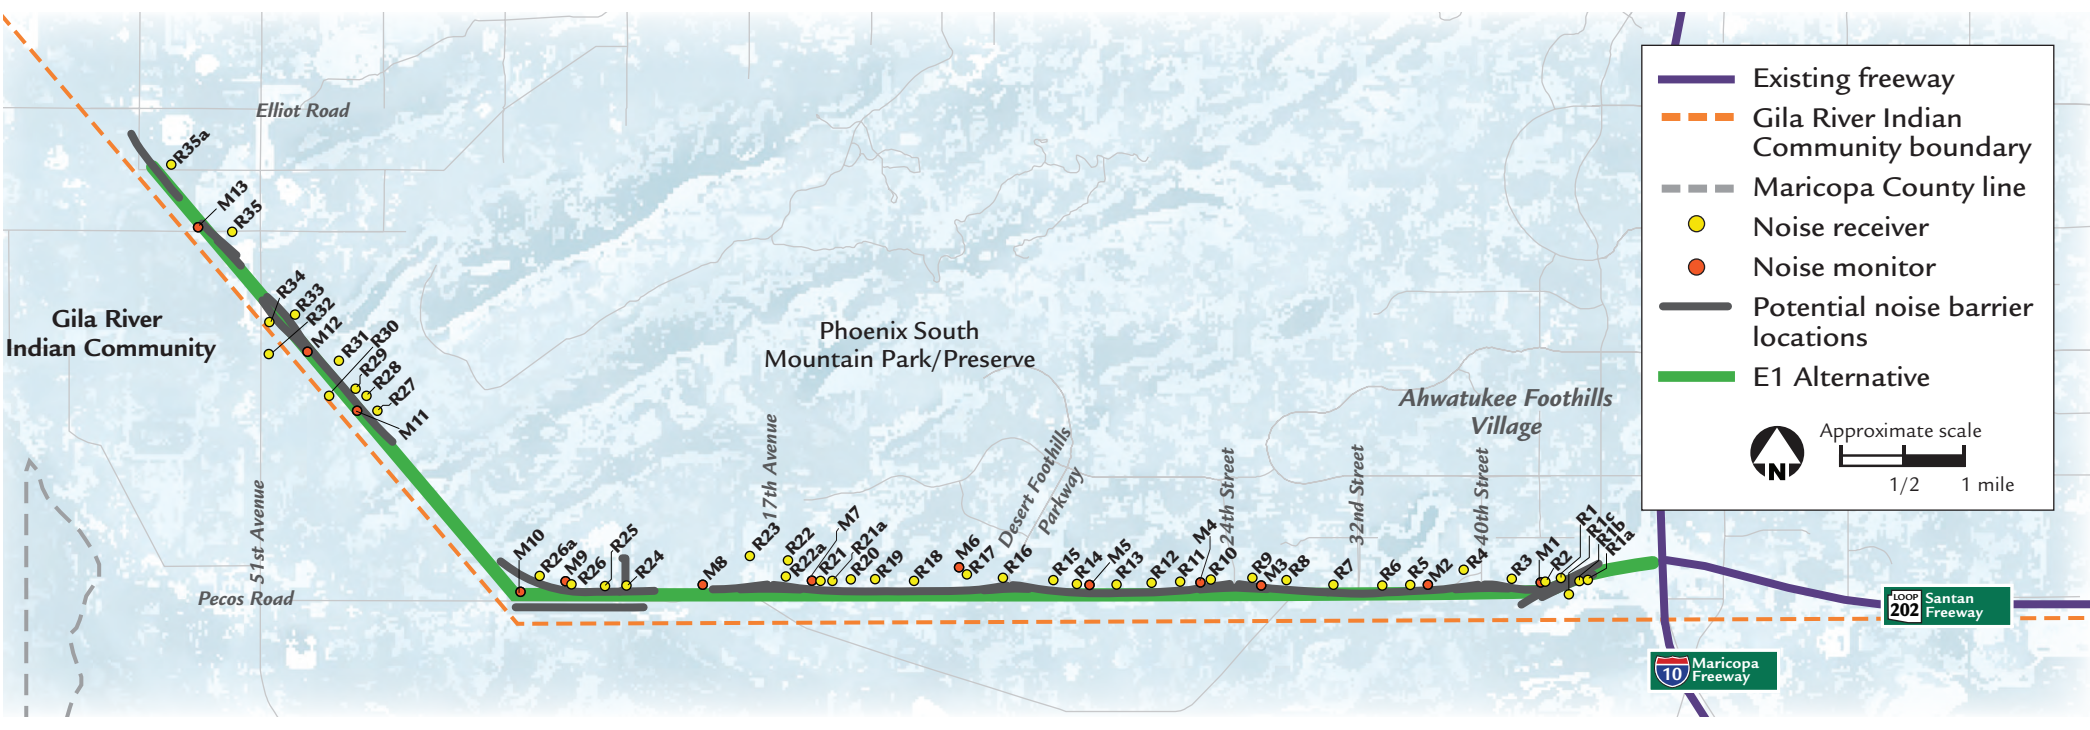 Elliot Road
R35a
M13
R35
R34
R33
R32
M12
R31
R30
R29
R28
R27
M11
Gila River
Indian Community
Phoenix South
Mountain Park/Preserve
Ahwatukee Foothills
Village
51st Avenue
Pecos Road
17th Avenue
Desert Foothills
Parkway
24th Street
32nd Street
40th Street
M10
R26a
M9
R26
R25
R24
M8
R23
R22
R22a
M7
R21
R21a
R20
R19
R18
M6
R17
R16
R15
R14
M5
R13
R12
R11
M4
R10
R9
M3
R8
R7
R6
R5
M2
R4
R3
M1
R2
R1
R1c
R1b
R1a
Existing freeway
Gila River Indian
Community boundary
Maricopa County line
Noise receiver
Noise monitor
Potential noise barrier
locations
E1 Alternative
N
Approximate scale
1/2
1 mile
LOOP
202
Santan
Freeway
10
Maricopa
Freeway